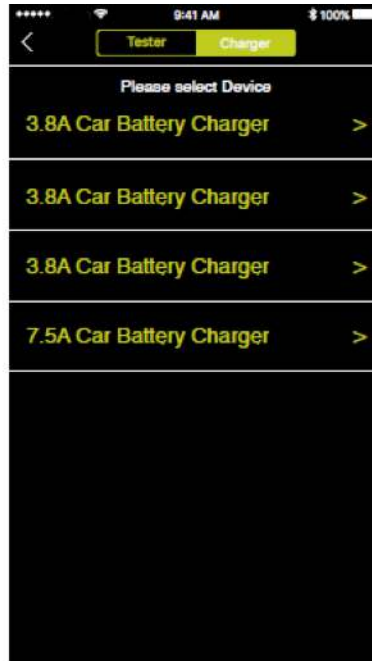 9:41 AM 100%
< Tester Charger
Please select Device
3.8A Car Battery Charger >
3.8A Car Battery Charger >
3.8A Car Battery Charger >
7.5A Car Battery Charger >